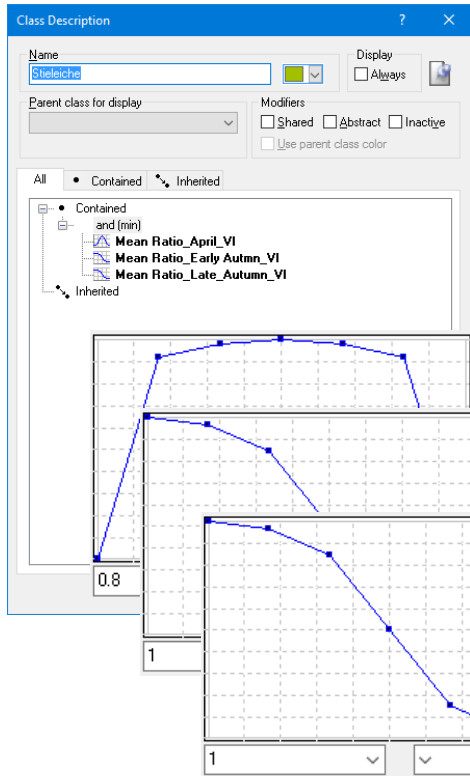 Class Description ? ×
Name
Stieleiche
Display
Always
Parent class for display
Modifiers
Shared Abstract Inactive
Use parent class color
All Contained Inherited
Contained
and (min)
Mean Ratio_April_VI
Mean Ratio_Early Autmn_VI
Mean Ratio_Late_Autumn_VI
Inherited
0.8
1
1